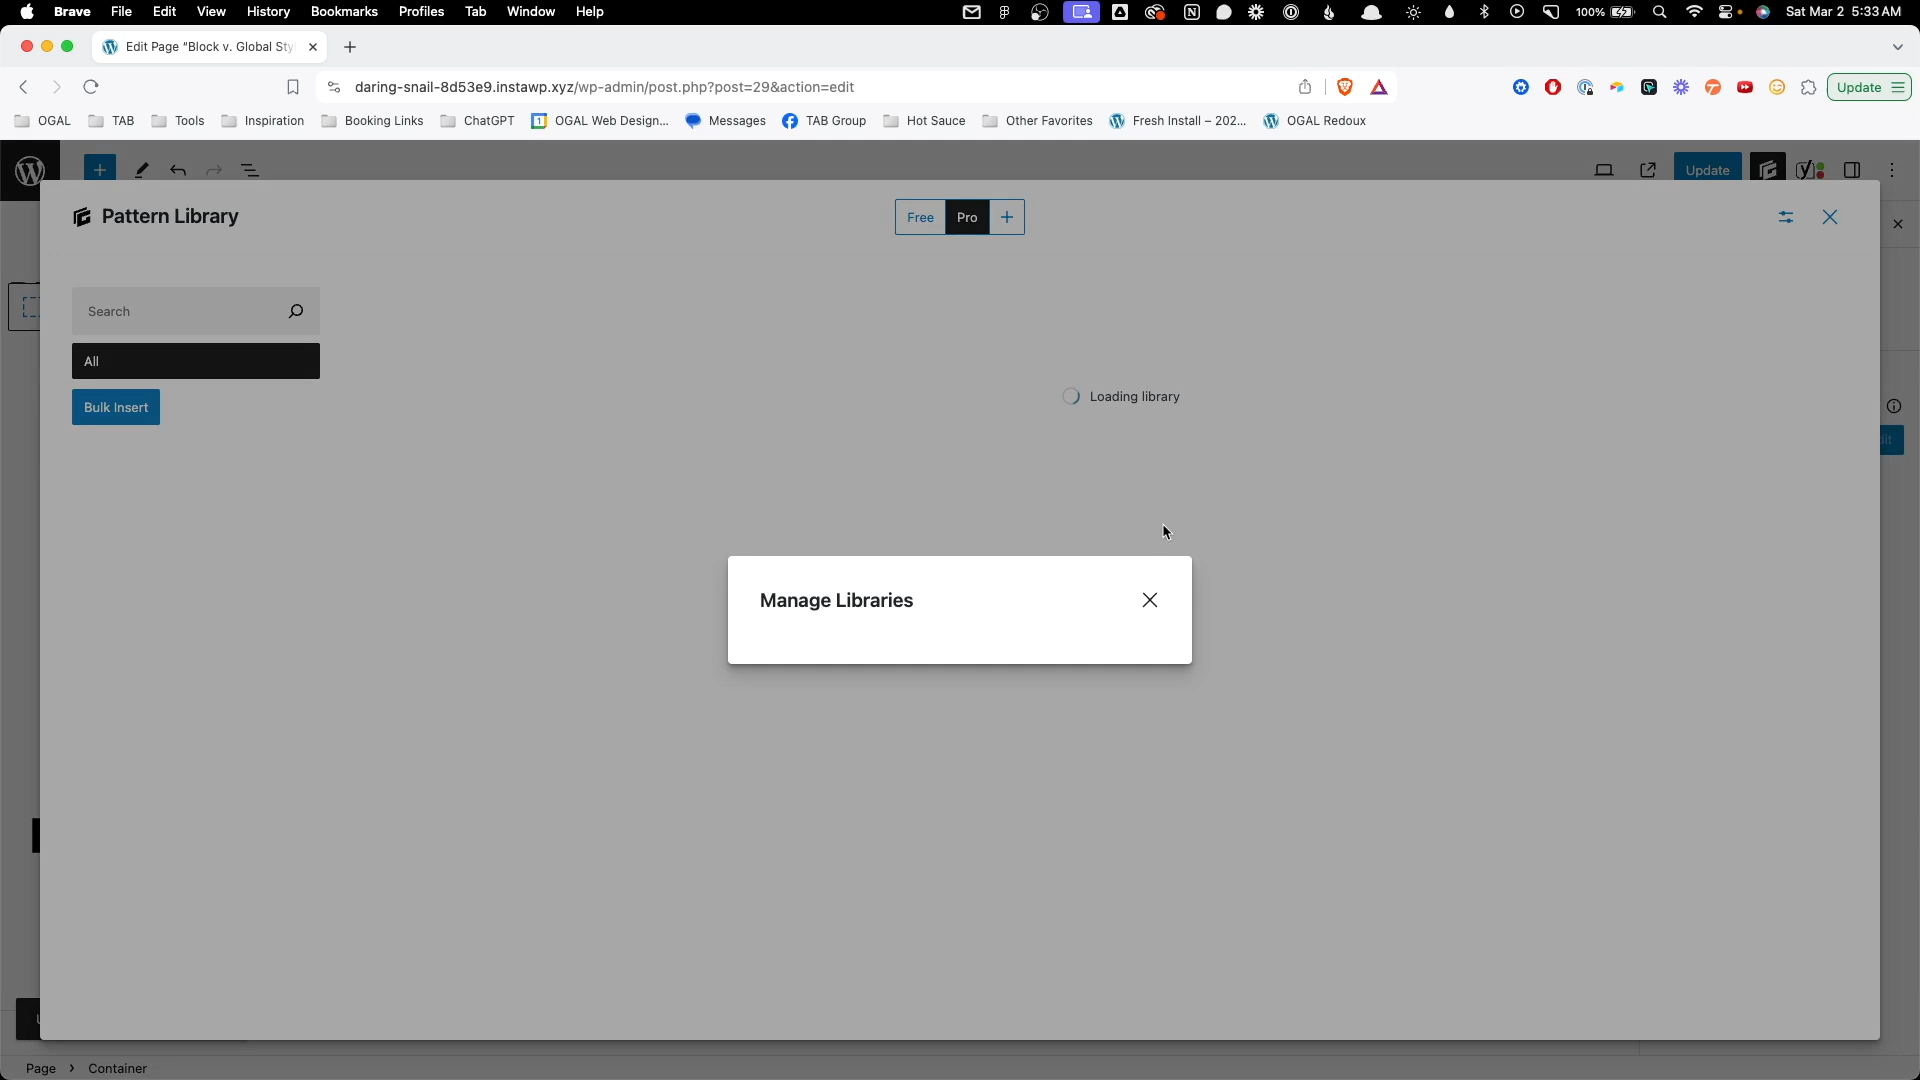 Brave File Edit View History Bookmarks Profiles Tab Window Help 100% Sat Mar 2 5:33 AM
Edit Page "Block v. Global Sty
daring-snail-8d53e9.instawp.xyz/wp-admin/post.php?post=29&action=edit Update
OGAL TAB Tools Inspiration Booking Links ChatGPT OGAL Web Design... Messages TAB Group Hot Sauce Other Favorites Fresh Install – 202... OGAL Redoux
Update
Pattern Library Free Pro +
Search
All
Bulk Insert
Loading library
Manage Libraries
Page > Container